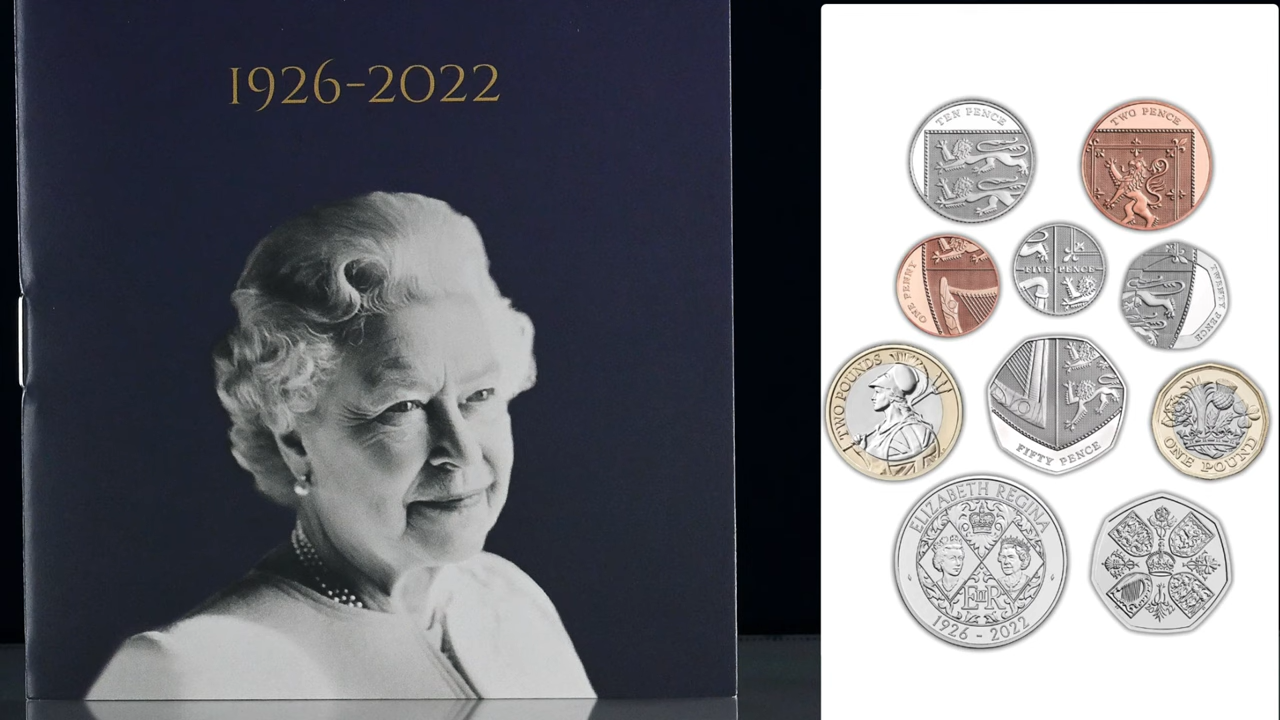 1926-2022
TEN PENCE
TWO PENCE
ONE PENNY
FIVE PENCE
TWENTY PENCE
TWO POUNDS
FIFTY PENCE
ONE POUND
ELIZABETH REGINA
EIIR
1926 - 2022